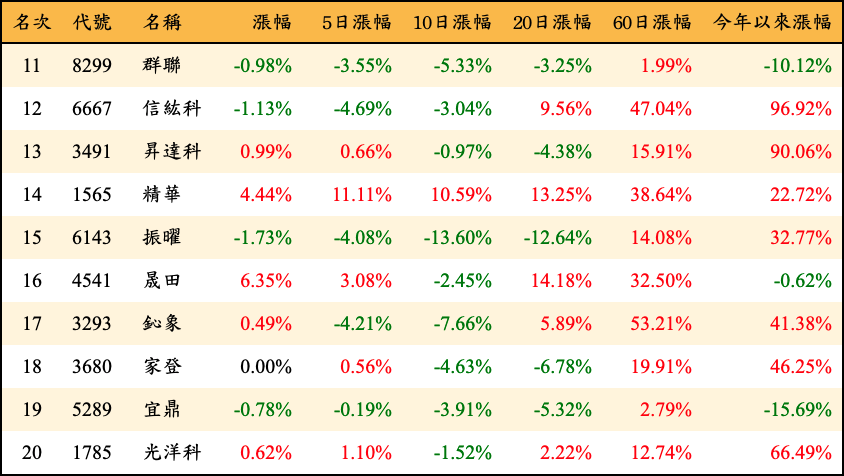 名次 代號 名稱 漲幅 5日漲幅 10日漲幅 20日漲幅 60日漲幅 今年以來漲幅
11 8299 群聯 -0.98% -3.55% -5.33% -3.25% 1.99% -10.12%
12 6667 信紘科 -1.13% -4.69% -3.04% 9.56% 47.04% 96.92%
13 3491 昇達科 0.99% 0.66% -0.97% -4.38% 15.91% 90.06%
14 1565 精華 4.44% 11.11% 10.59% 13.25% 38.64% 22.72%
15 6143 振曜 -1.73% -4.08% -13.60% -12.64% 14.08% 32.77%
16 4541 晟田 6.35% 3.08% -2.45% 14.18% 32.50% -0.62%
17 3293 鈊象 0.49% -4.21% -7.66% 5.89% 53.21% 41.38%
18 3680 家登 0.00% 0.56% -4.63% -6.78% 19.91% 46.25%
19 5289 宜鼎 -0.78% -0.19% -3.91% -5.32% 2.79% -15.69%
20 1785 光洋科 0.62% 1.10% -1.52% 2.22% 12.74% 66.49%